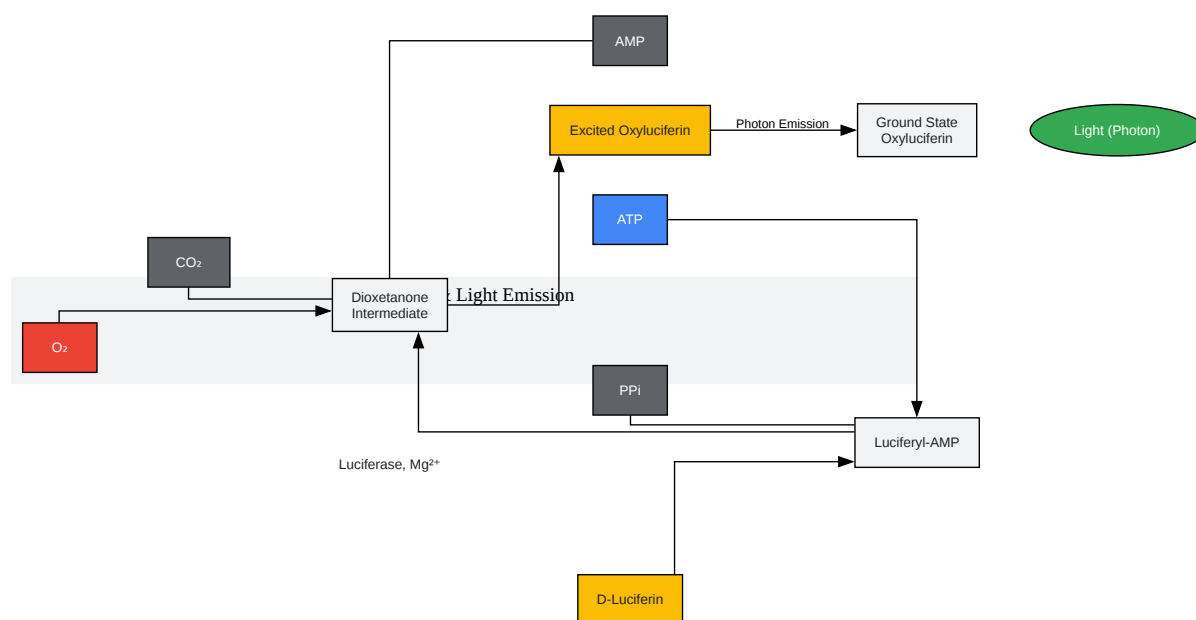 AMP
Excited Oxyluciferin
Photon Emission
Ground State
Oxyluciferin
Light (Photon)
ATP
CO₂
Dioxetanone
Intermediate
Light Emission
O₂
PPi
Luciferyl-AMP
Luciferase, Mg²⁺
D-Luciferin